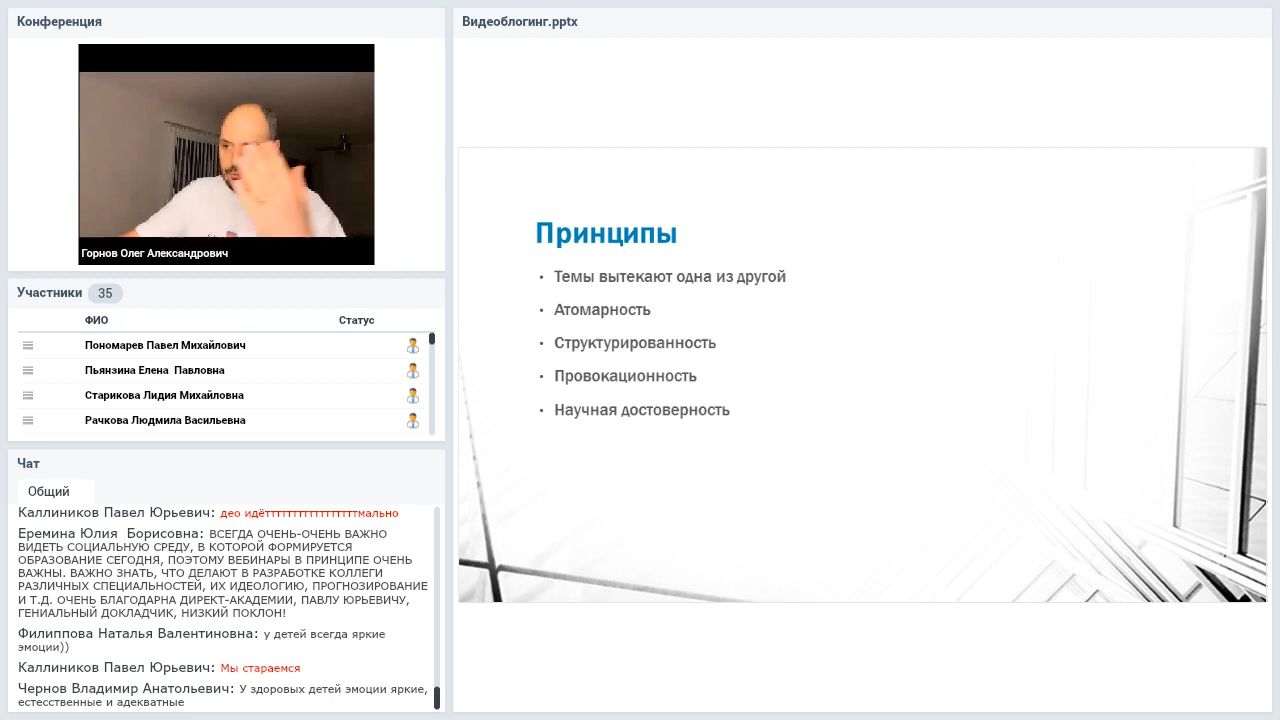 Конференция
Горнов Олег Александрович
Участники 35
ФИО Статус
Пономарев Павел Михайлович
Пьянзина Елена  Павловна
Старикова Лидия Михайловна
Рачкова Людмила Васильевна
Чат
Общий
Каллиников Павел Юрьевич: део идётттттттттттттттттттмально
Еремина Юлия  Борисовна: ВСЕГДА ОЧЕНЬ-ОЧЕНЬ ВАЖНО
ВИДЕТЬ СОЦИАЛЬНУЮ СРЕДУ, В КОТОРОЙ ФОРМИРУЕТСЯ
ОБРАЗОВАНИЕ СЕГОДНЯ, ПОЭТОМУ ВЕБИНАРЫ В ПРИНЦИПЕ ОЧЕНЬ
ВАЖНЫ. ВАЖНО ЗНАТЬ, ЧТО ДЕЛАЮТ В РАЗРАБОТКЕ КОЛЛЕГИ
РАЗЛИЧНЫХ СПЕЦИАЛЬНОСТЕЙ, ИХ ИДЕОЛОГИЮ, ПРОГНОЗИРОВАНИЕ
И Т.Д. ОЧЕНЬ БЛАГОДАРНА ДИРЕКТ-АКАДЕМИИ, ПАВЛУ ЮРЬЕВИЧУ,
ГЕНИАЛЬНЫЙ ДОКЛАДЧИК, НИЗКИЙ ПОКЛОН!
Филиппова Наталья Валентиновна: у детей всегда яркие
эмоции))
Каллиников Павел Юрьевич: Мы стараемся
Чернов Владимир Анатольевич: У здоровых детей эмоции яркие,
естесственные и адекватные
Видеоблогинг.pptx
Принципы
• Темы вытекают одна из другой
• Атомарность
• Структурированность
• Провокационность
• Научная достоверность